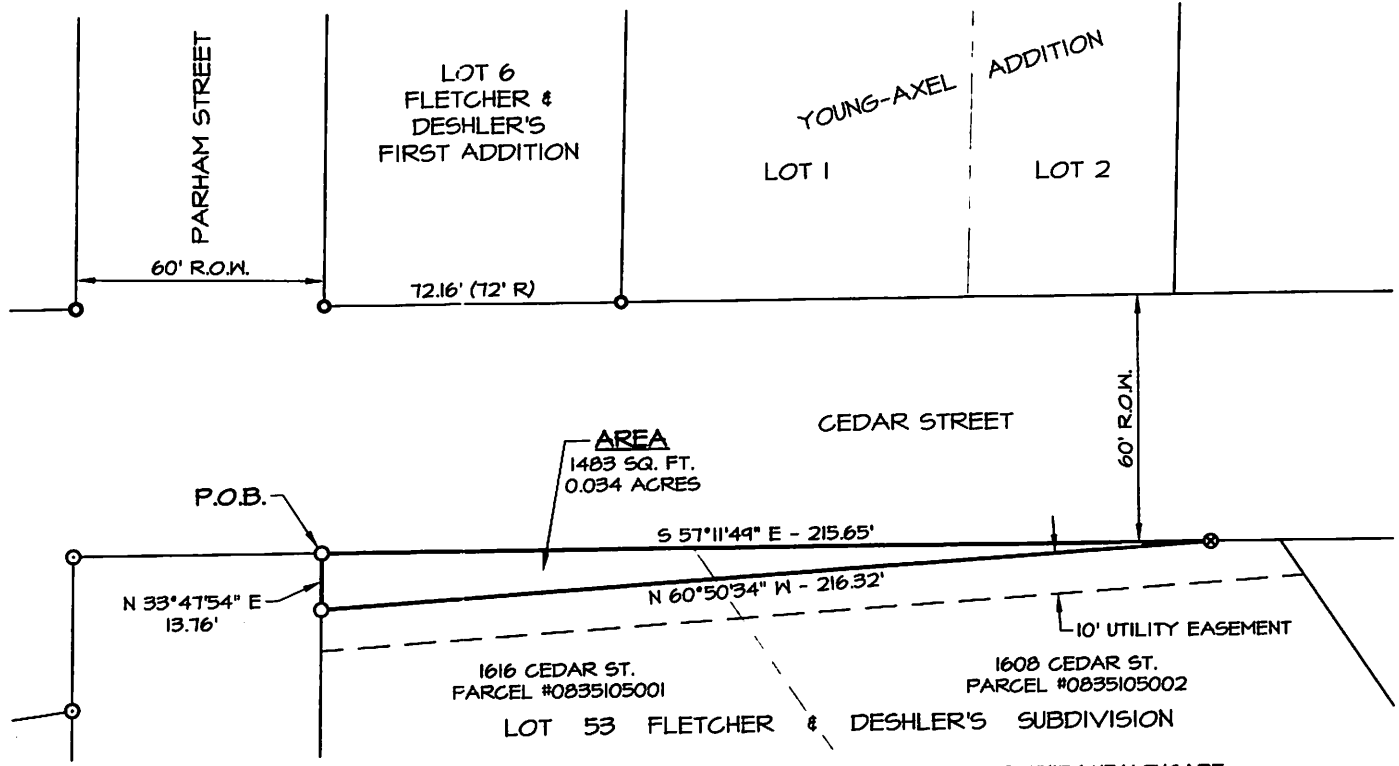 PARHAM STREET
LOT 6
FLETCHER &
DESHLER'S
FIRST ADDITION
YOUNG-AXEL ADDITION
LOT 1
LOT 2
60' R.O.W.
72.16' (72' R)
60' R.O.W.
CEDAR STREET
AREA
1483 SQ. FT.
0.034 ACRES
P.O.B.
S 57°11'49" E - 215.65'
N 60°50'34" W - 216.32'
N 33°47'54" E
13.76'
10' UTILITY EASEMENT
1616 CEDAR ST.
PARCEL #0835105001
1608 CEDAR ST.
PARCEL #0835105002
LOT 53 FLETCHER & DESHLER'S SUBDIVISION